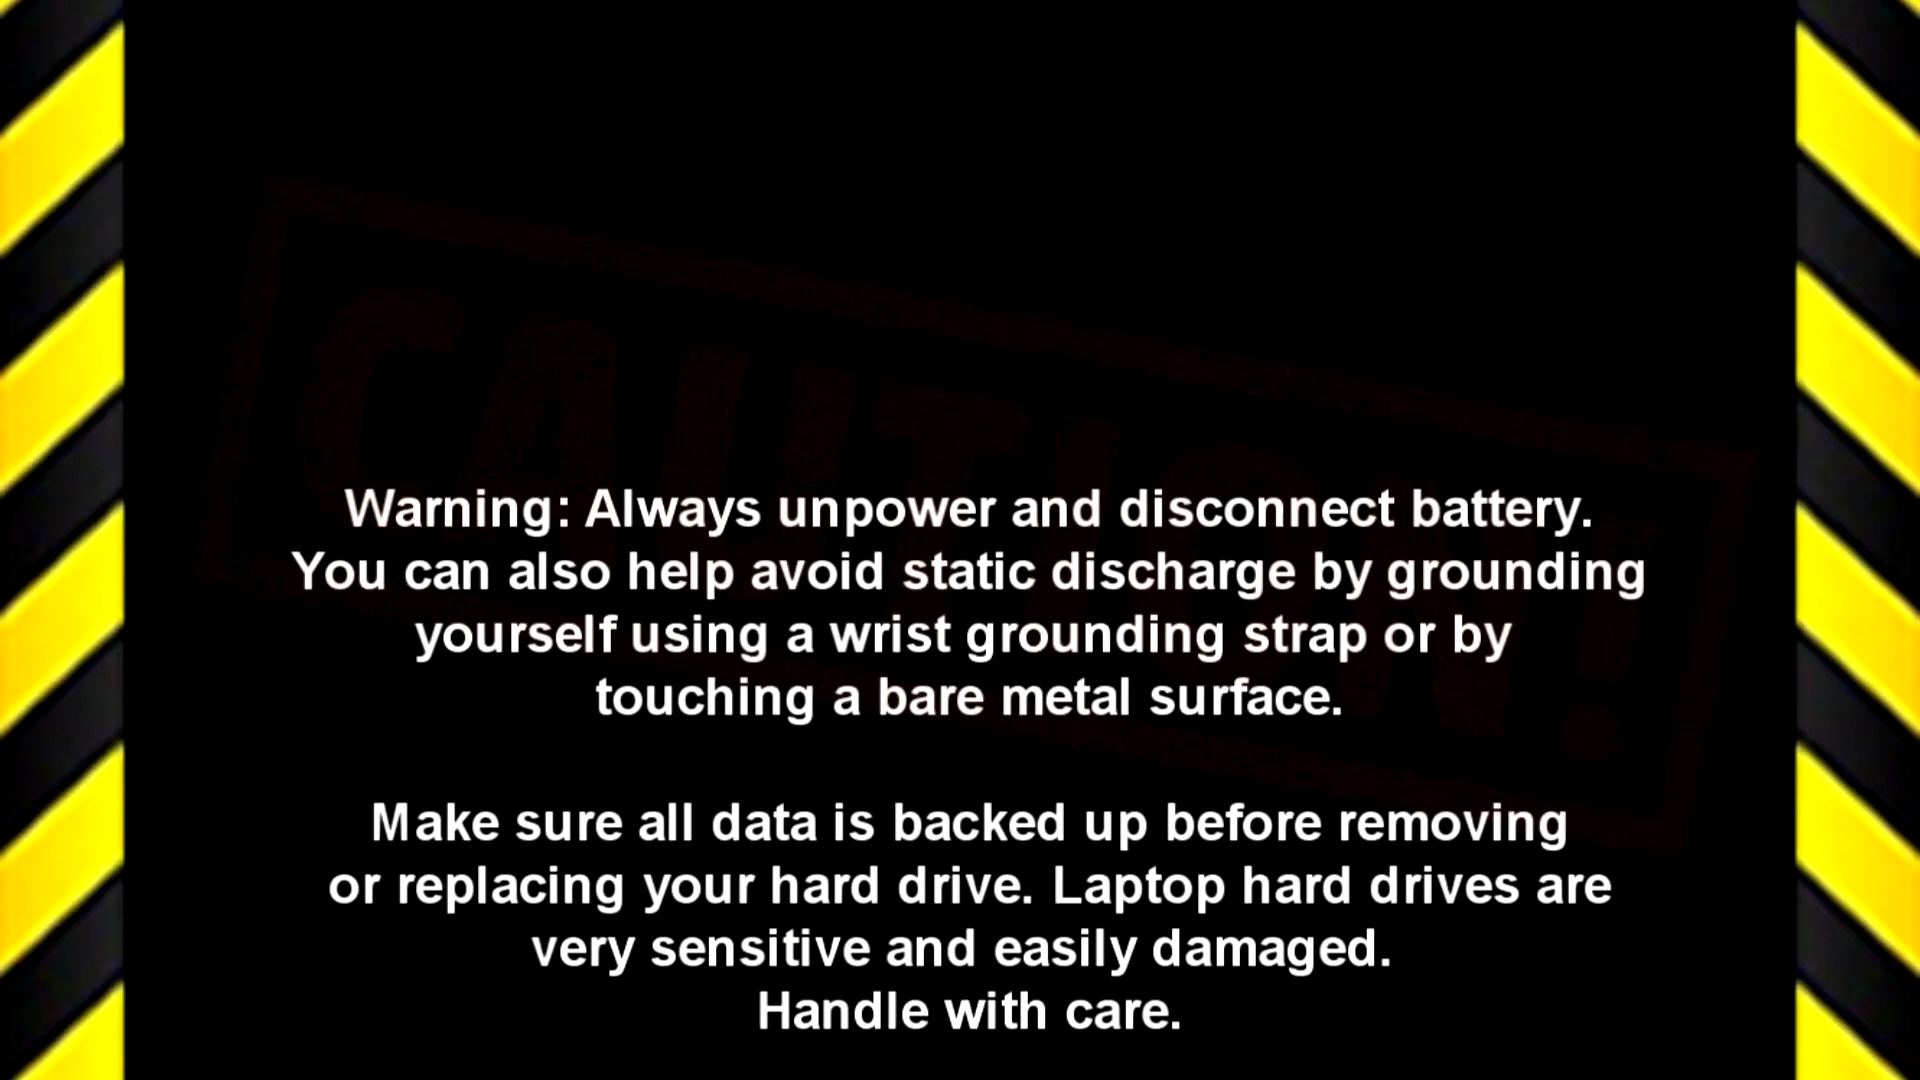 CAUTION!
Warning: Always unpower and disconnect battery.
You can also help avoid static discharge by grounding
yourself using a wrist grounding strap or by
touching a bare metal surface.
Make sure all data is backed up before removing
or replacing your hard drive. Laptop hard drives are
very sensitive and easily damaged.
Handle with care.